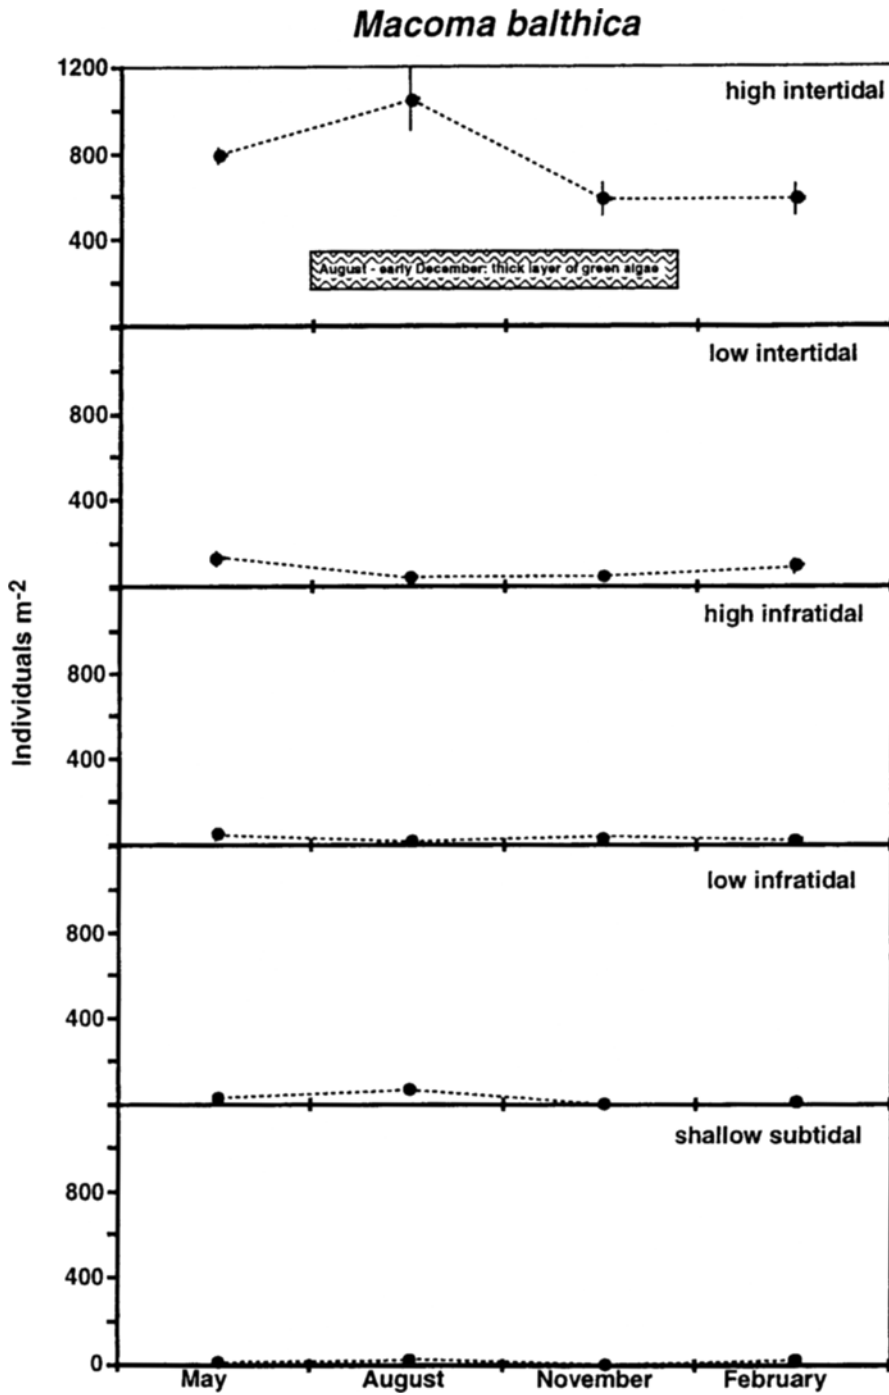 Macoma balthica
1200
high intertidal
800
400
August - early December: thick layer of green algae
low intertidal
800
400
Individuals m-2
high infratidal
800
400
low infratidal
800
400
shallow subtidal
800
400
0
May August November February